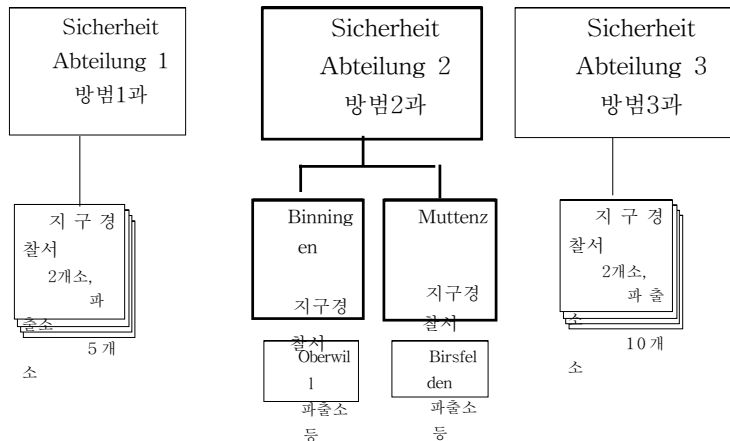 Sicherheit
Abteilung 1
방범1과
Sicherheit
Abteilung 2
방범2과
Sicherheit
Abteilung 3
방범3과
지 구 경
찰서
2개소,
파
출소
5개
소
Binning
en
지구경
찰서
Muttenz
지구경
찰서
지 구 경
찰서
2개소,
파 출
소
10개
소
Oberwil
l
파출소
등
Birsfel
den
파출소
등